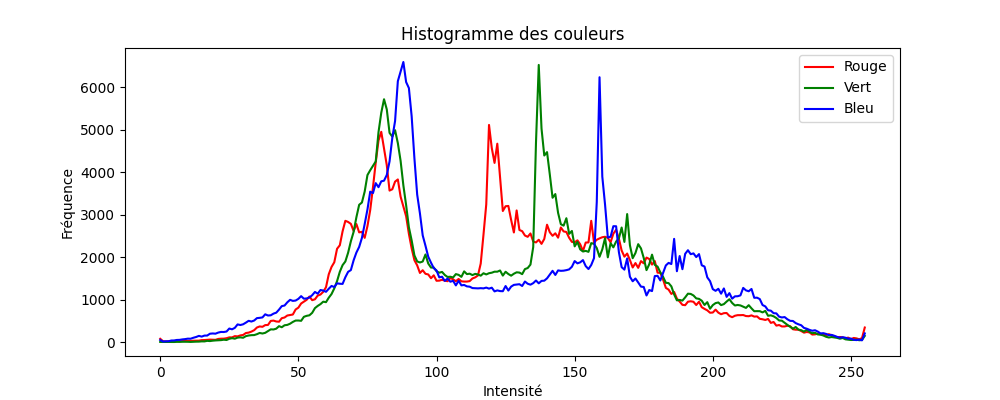 Histogramme des couleurs
Rouge
Vert
Bleu
Fréquence
6000
5000
4000
3000
2000
1000
0
0 50 100 150 200 250
Intensité